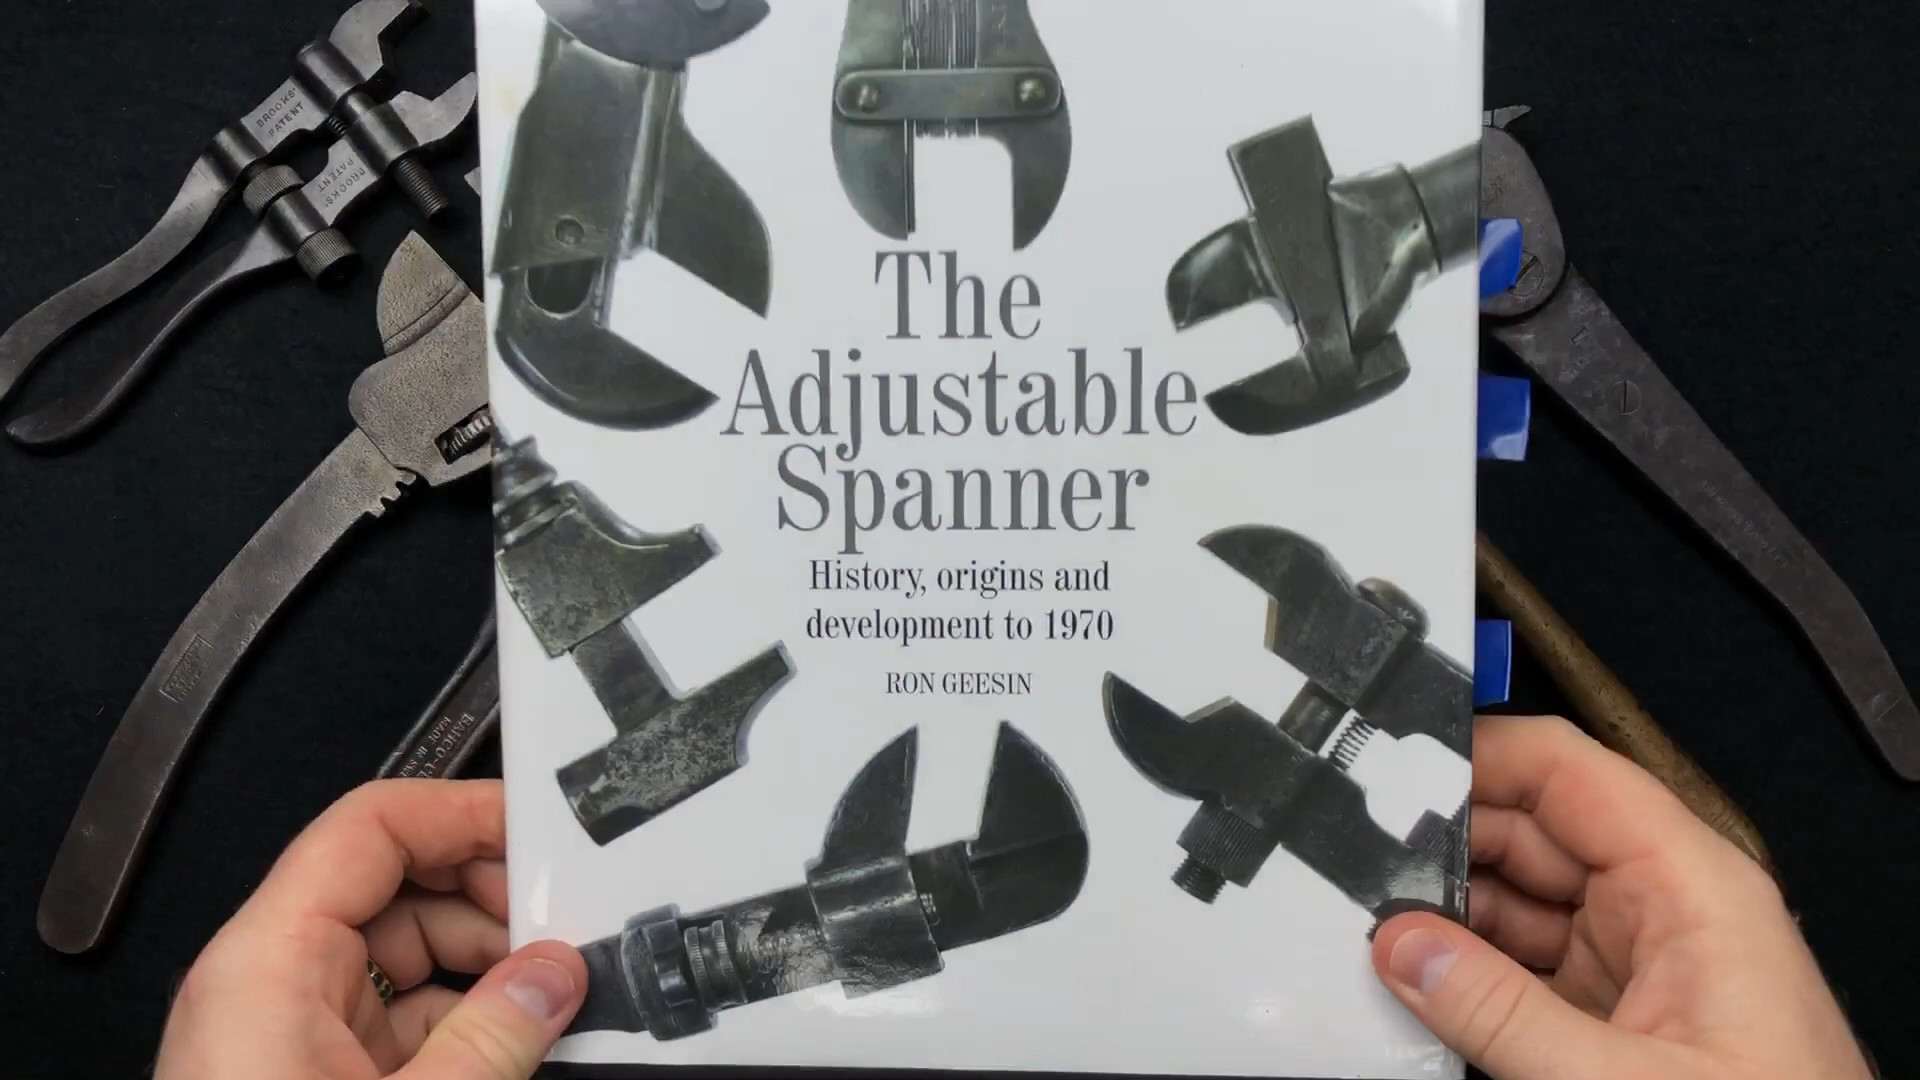 BROOKS'
PATENT
BROOKS'
PATENT
The
Adjustable
Spanner
History, origins and
development to 1970
RON GEESIN